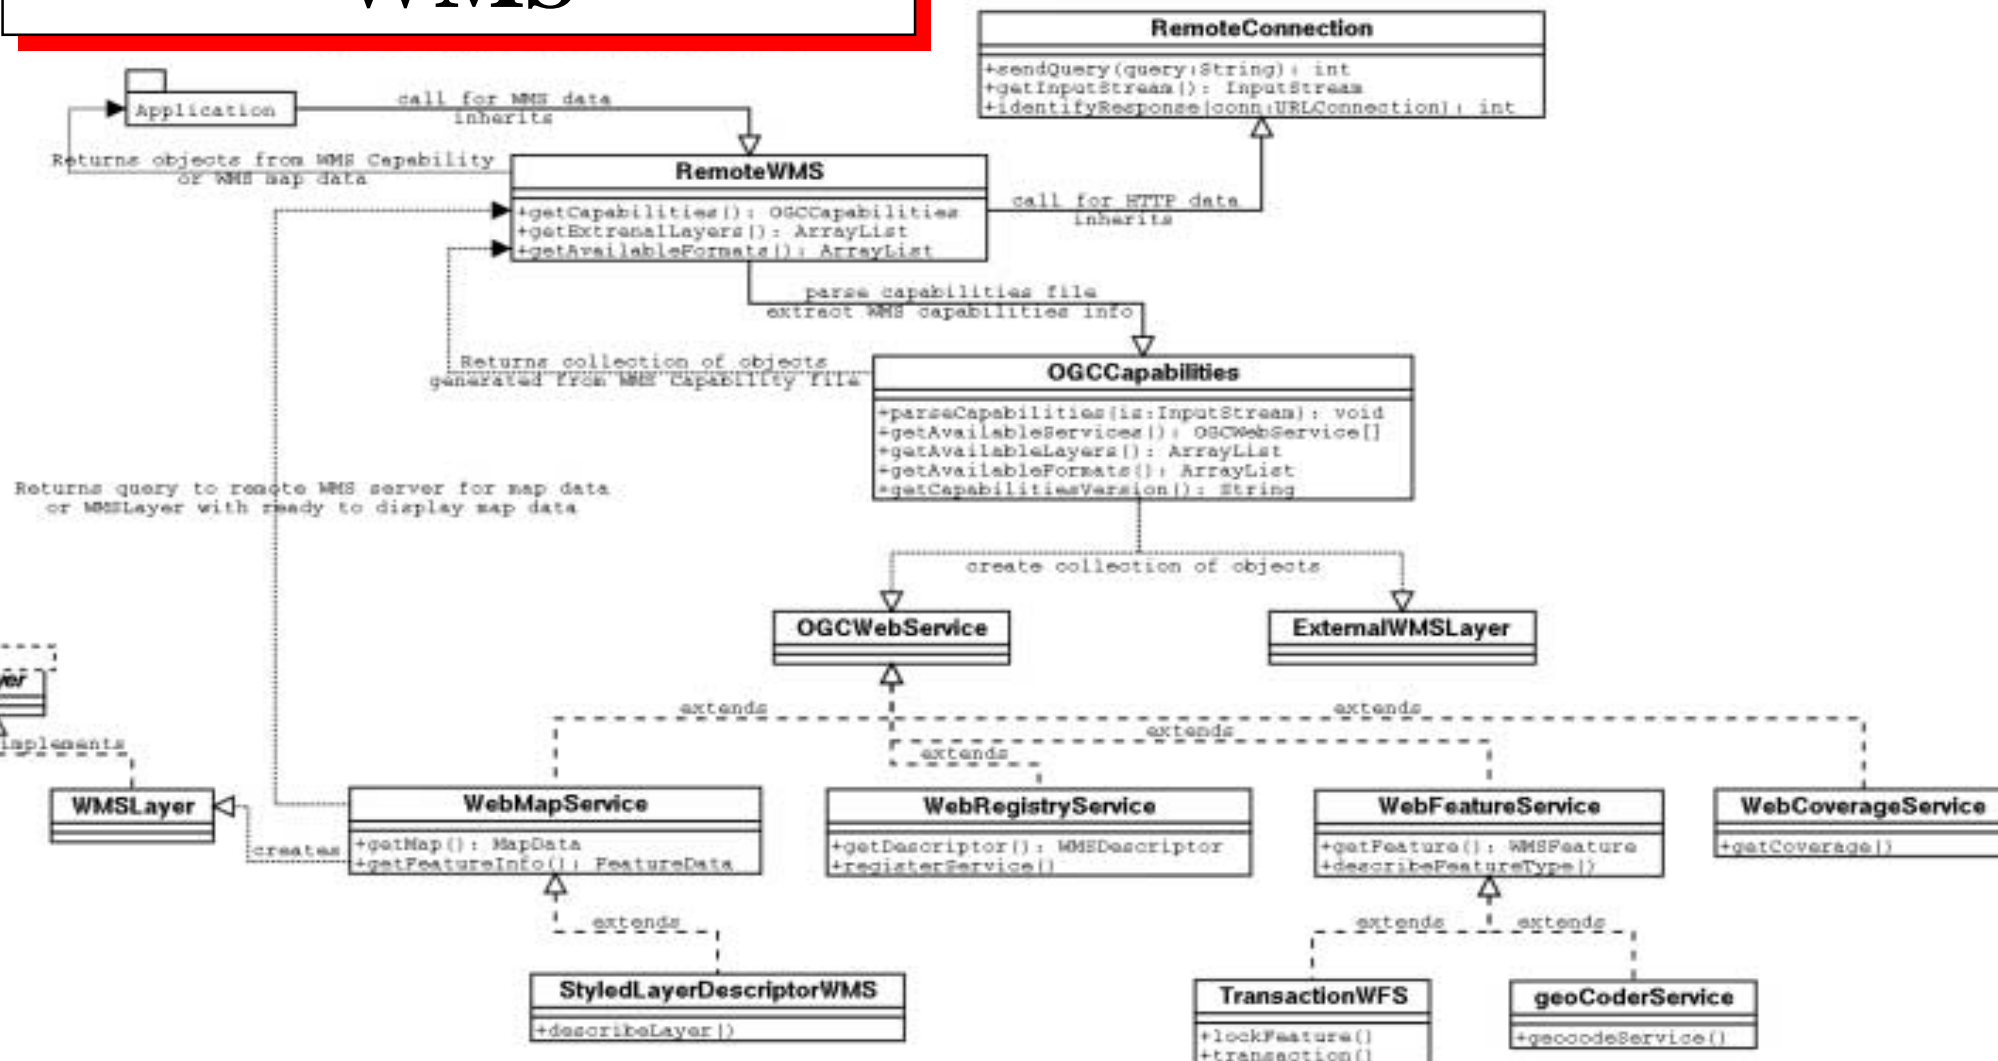 WMS
RemoteConnection
+sendQuery(query:String): int
+getInputStream(): InputStream
+identifyResponse(conn:URLConnection): int
Application
call for WMS data
inherits
Returns objects from WMS Capability
or WMS map data
RemoteWMS
+getCapabilities(): OGCCapabilities
+getExtrenalLayers(): ArrayList
+getAvailableFormats(): ArrayList
call for HTTP data
inherits
parse capabilities file
extract WMS capabilities info
Returns collection of objects
generated from WMS Capability file
OGCCapabilities
+parseCapabilities(is:InputStream): void
+getAvailableServices(): OGCWebService[]
+getAvailableLayers(): ArrayList
+getAvailableFormats(): ArrayList
+getCapabilitiesVersion(): String
Returns query to remote WMS server for map data
or WMSLayer with ready to display map data
create collection of objects
OGCWebService
ExternalWMSLayer
yer
implements
extends
extends
extends
extends
WMSLayer
creates
WebMapService
+getMap(): MapData
+getFeatureInfo(): FeatureData
WebRegistryService
+getDescriptor(): WMSDescriptor
+registerService()
WebFeatureService
+getFeature(): WMSFeature
+describeFeatureType()
WebCoverageService
+getCoverage()
extends
extends
extends
StyledLayerDescriptorWMS
+describeLayer()
TransactionWFS
+lockFeature()
+transaction()
geoCoderService
+geocodeService()